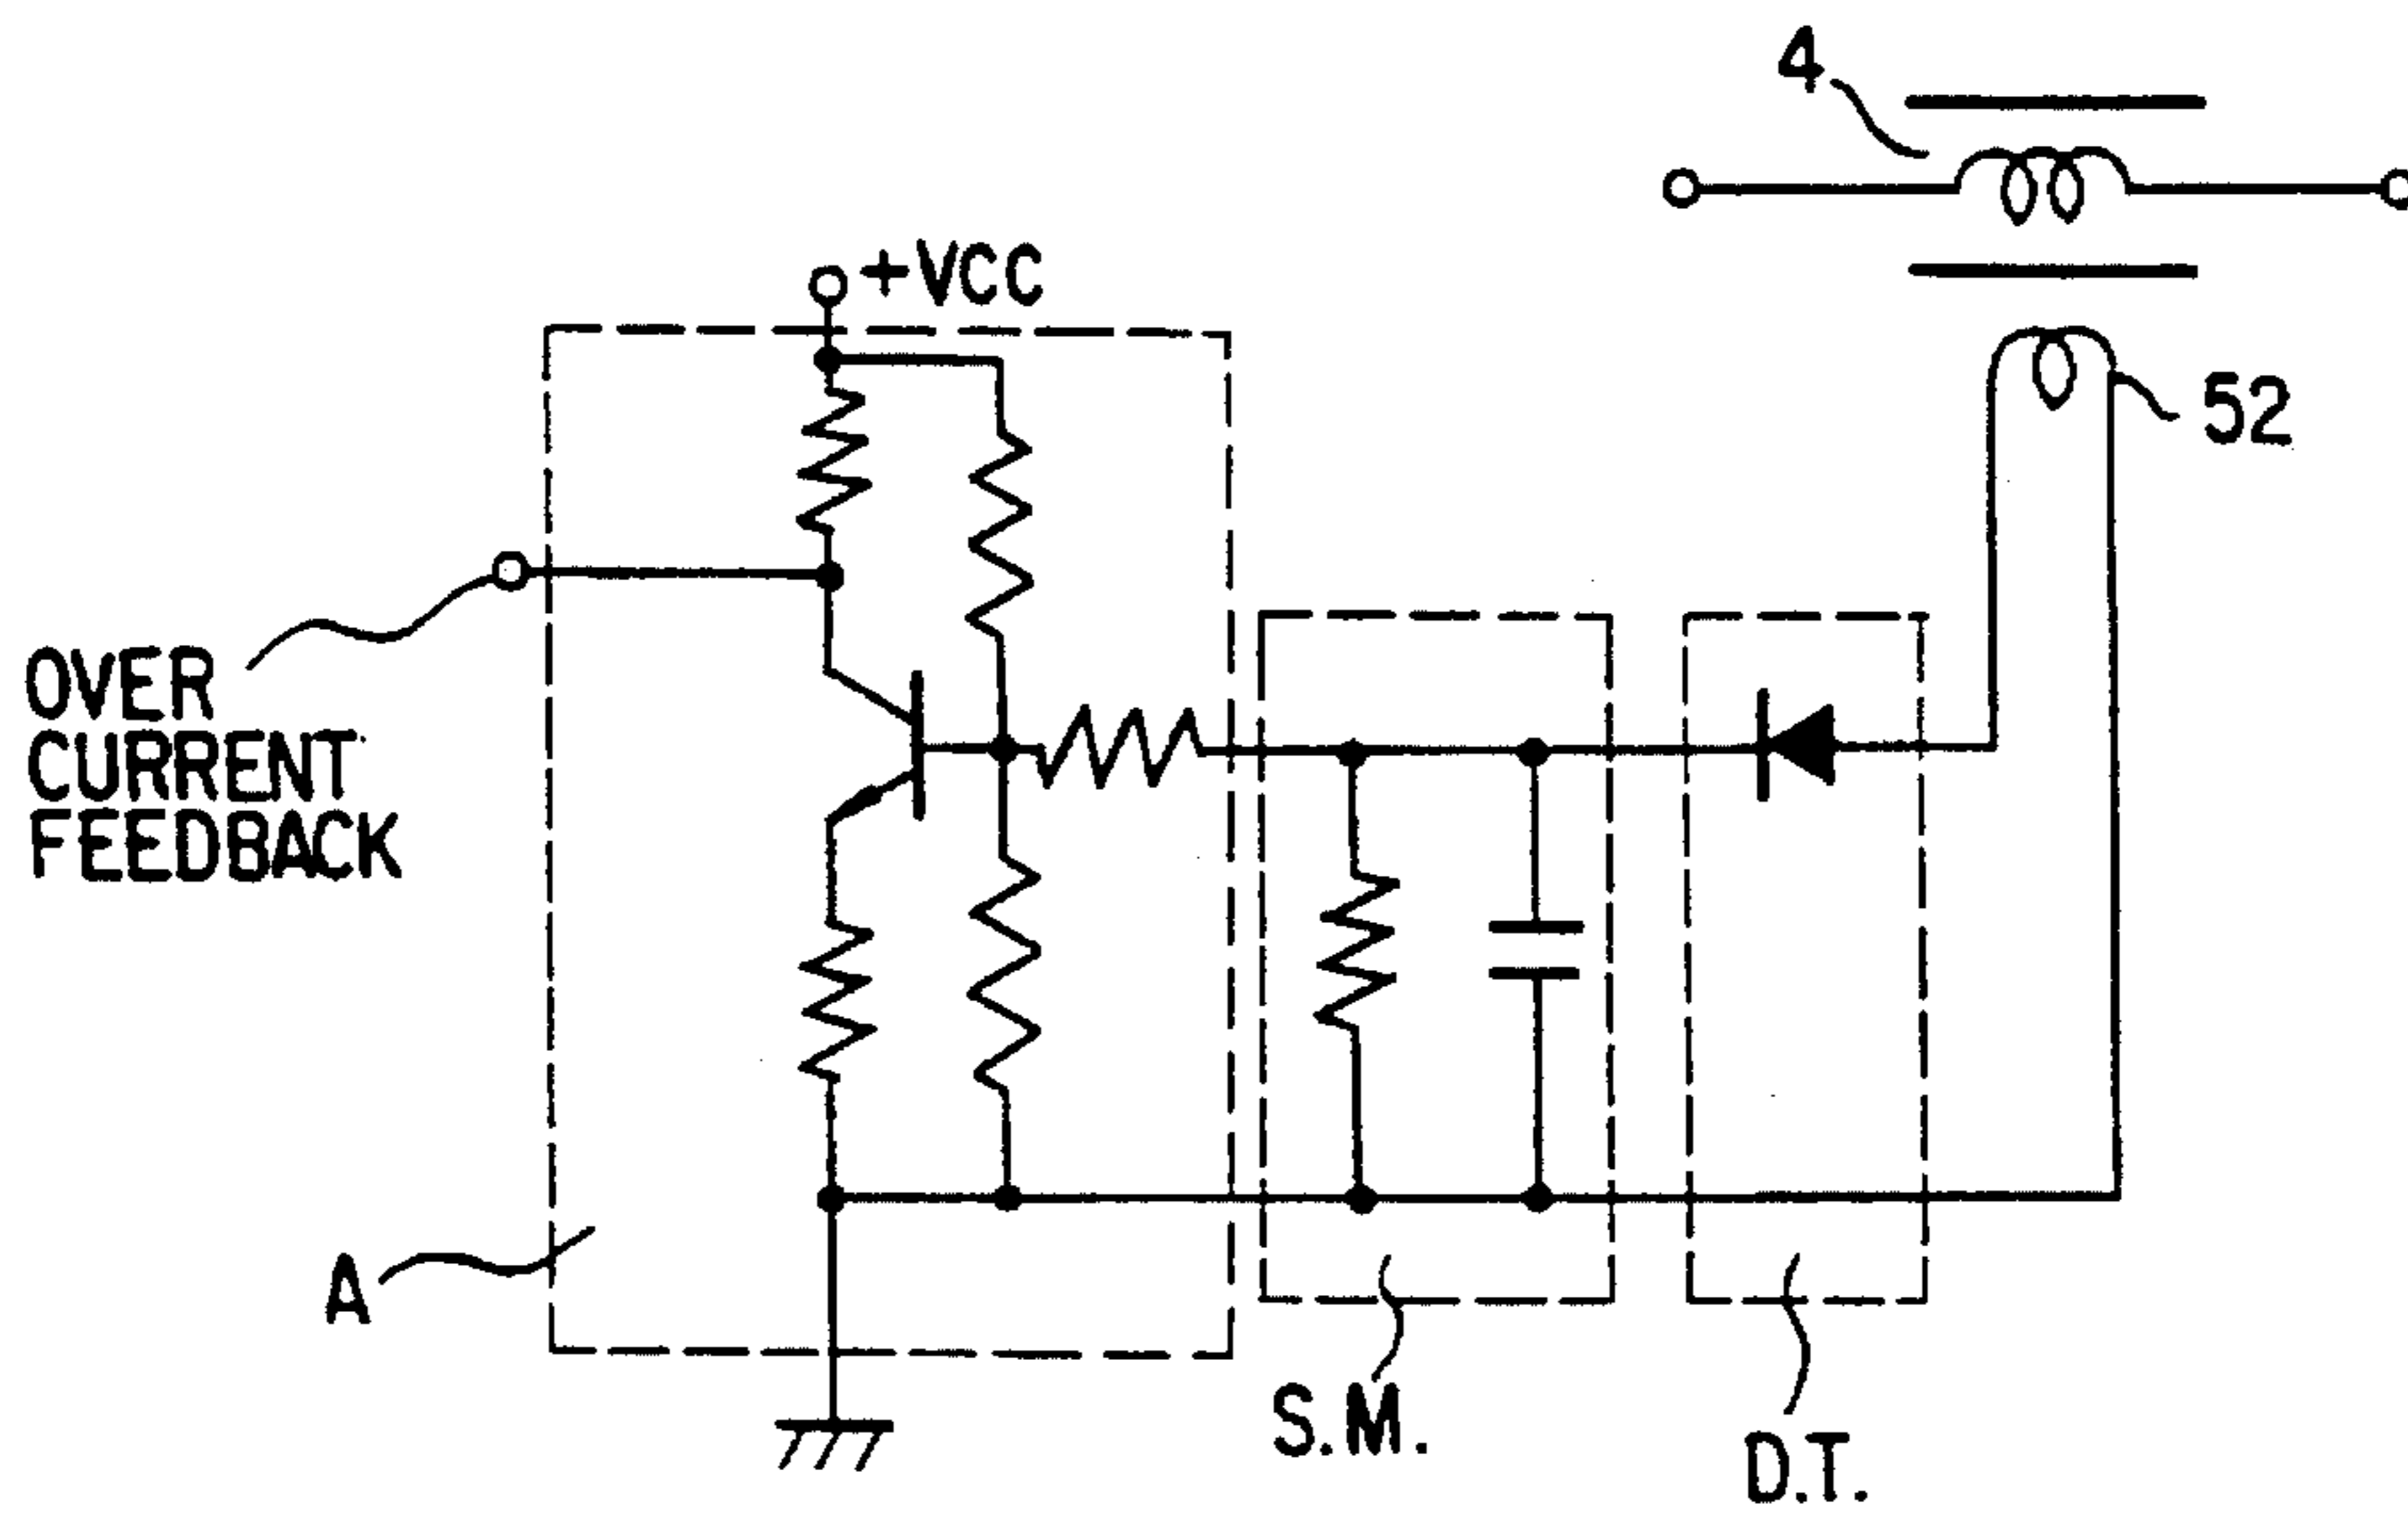 4
+VCC
52
OVER
CURRENT
FEEDBACK
A
S.M.
D.T.